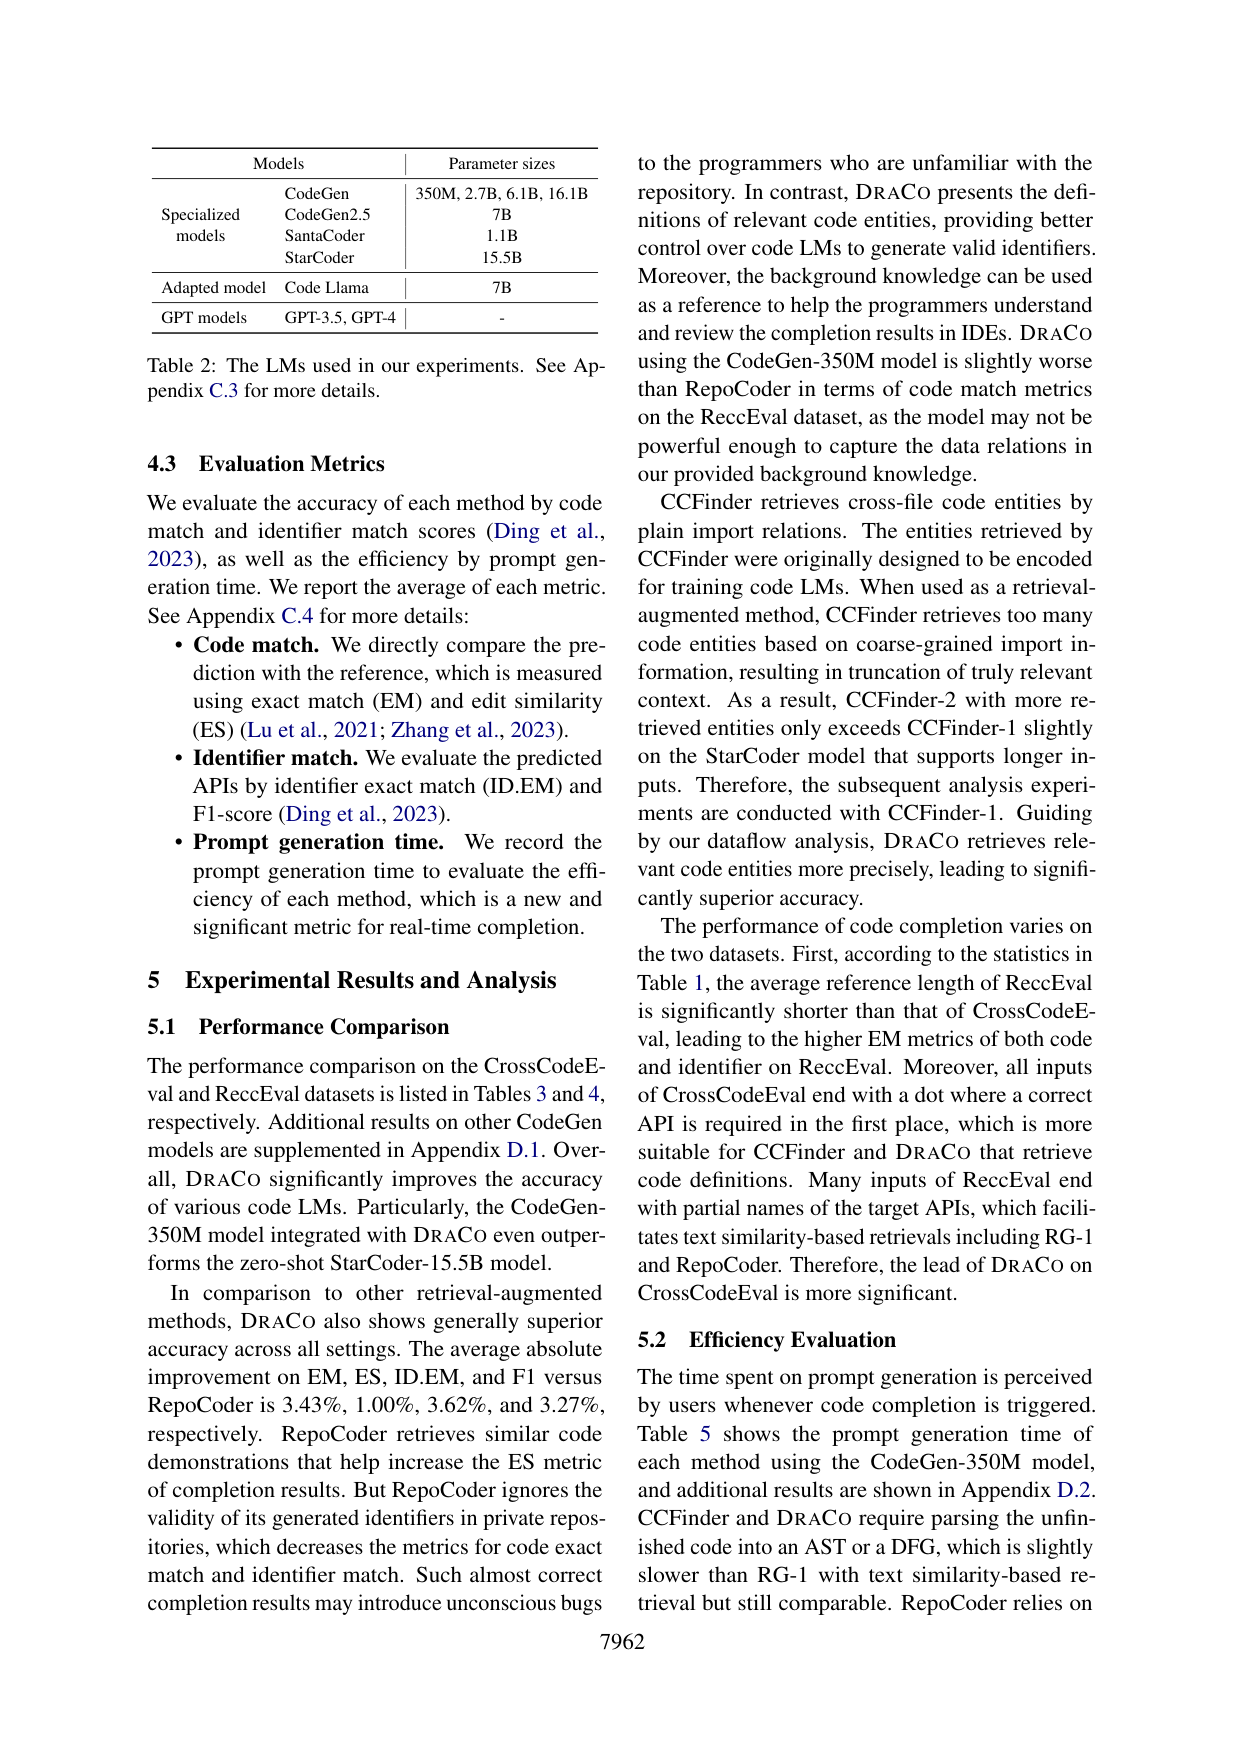 Models Parameter sizes
Specialized models
CodeGen 350M, 2.7B, 6.1B, 16.1B
CodeGen2.5 7B
SantaCoder 1.1B
StarCoder 15.5B
Adapted model Code Llama 7B
GPT models GPT-3.5, GPT-4 -
Table 2: The LMs used in our experiments. See Ap-
pendix C.3 for more details.
4.3 Evaluation Metrics
We evaluate the accuracy of each method by code
match and identifier match scores (Ding et al.,
2023), as well as the efficiency by prompt gen-
eration time. We report the average of each metric.
See Appendix C.4 for more details:
• Code match. We directly compare the pre-
diction with the reference, which is measured
using exact match (EM) and edit similarity
(ES) (Lu et al., 2021; Zhang et al., 2023).
• Identifier match. We evaluate the predicted
APIs by identifier exact match (ID.EM) and
F1-score (Ding et al., 2023).
• Prompt generation time. We record the
prompt generation time to evaluate the effi-
ciency of each method, which is a new and
significant metric for real-time completion.
5 Experimental Results and Analysis
5.1 Performance Comparison
The performance comparison on the CrossCodeE-
val and ReccEval datasets is listed in Tables 3 and 4,
respectively. Additional results on other CodeGen
models are supplemented in Appendix D.1. Over-
all, DRACO significantly improves the accuracy
of various code LMs. Particularly, the CodeGen-
350M model integrated with DRACO even outper-
forms the zero-shot StarCoder-15.5B model.
In comparison to other retrieval-augmented
methods, DRACO also shows generally superior
accuracy across all settings. The average absolute
improvement on EM, ES, ID.EM, and F1 versus
RepoCoder is 3.43%, 1.00%, 3.62%, and 3.27%,
respectively. RepoCoder retrieves similar code
demonstrations that help increase the ES metric
of completion results. But RepoCoder ignores the
validity of its generated identifiers in private repos-
itories, which decreases the metrics for code exact
match and identifier match. Such almost correct
completion results may introduce unconscious bugs
to the programmers who are unfamiliar with the
repository. In contrast, DRACO presents the defi-
nitions of relevant code entities, providing better
control over code LMs to generate valid identifiers.
Moreover, the background knowledge can be used
as a reference to help the programmers understand
and review the completion results in IDEs. DRACO
using the CodeGen-350M model is slightly worse
than RepoCoder in terms of code match metrics
on the ReccEval dataset, as the model may not be
powerful enough to capture the data relations in
our provided background knowledge.
CCFinder retrieves cross-file code entities by
plain import relations. The entities retrieved by
CCFinder were originally designed to be encoded
for training code LMs. When used as a retrieval-
augmented method, CCFinder retrieves too many
code entities based on coarse-grained import in-
formation, resulting in truncation of truly relevant
context. As a result, CCFinder-2 with more re-
trieved entities only exceeds CCFinder-1 slightly
on the StarCoder model that supports longer in-
puts. Therefore, the subsequent analysis experi-
ments are conducted with CCFinder-1. Guiding
by our dataflow analysis, DRACO retrieves rele-
vant code entities more precisely, leading to signifi-
cantly superior accuracy.
The performance of code completion varies on
the two datasets. First, according to the statistics in
Table 1, the average reference length of ReccEval
is significantly shorter than that of CrossCodeE-
val, leading to the higher EM metrics of both code
and identifier on ReccEval. Moreover, all inputs
of CrossCodeEval end with a dot where a correct
API is required in the first place, which is more
suitable for CCFinder and DRACO that retrieve
code definitions. Many inputs of ReccEval end
with partial names of the target APIs, which facili-
tates text similarity-based retrievals including RG-1
and RepoCoder. Therefore, the lead of DRACO on
CrossCodeEval is more significant.
5.2 Efficiency Evaluation
The time spent on prompt generation is perceived
by users whenever code completion is triggered.
Table 5 shows the prompt generation time of
each method using the CodeGen-350M model,
and additional results are shown in Appendix D.2.
CCFinder and DRACO require parsing the unfin-
ished code into an AST or a DFG, which is slightly
slower than RG-1 with text similarity-based re-
trieval but still comparable. RepoCoder relies on
7962